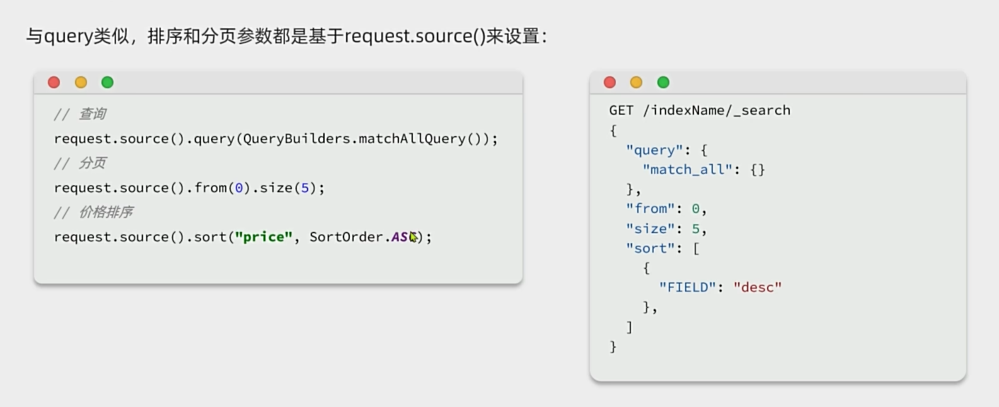 与query类似，排序和分页参数都是基于request.source()来设置：
// 查询
request.source().query(QueryBuilders.matchAllQuery());
// 分页
request.source().from(0).size(5);
// 价格排序
request.source().sort("price", SortOrder.ASC);
GET /indexName/_search
{
  "query": {
    "match_all": {}
  },
  "from": 0,
  "size": 5,
  "sort": [
    {
      "FIELD": "desc"
    },
  ]
}